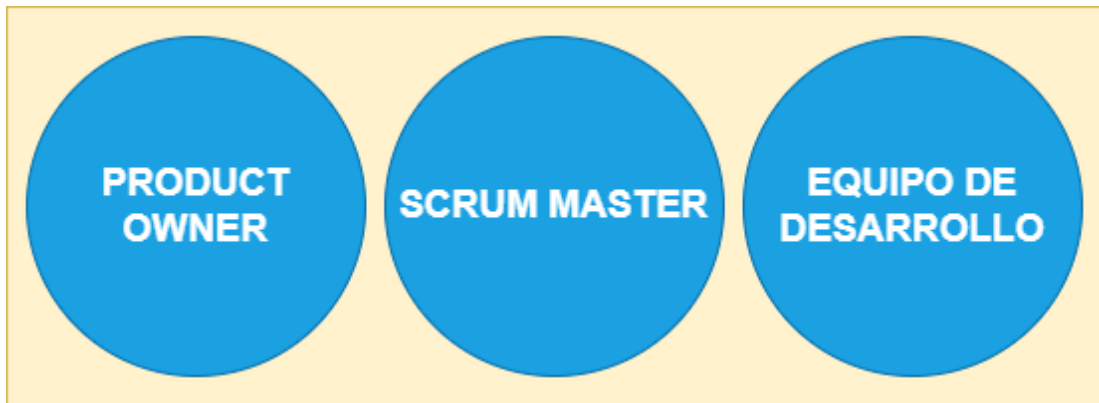 PRODUCT
OWNER
SCRUM MASTER
EQUIPO DE
DESARROLLO